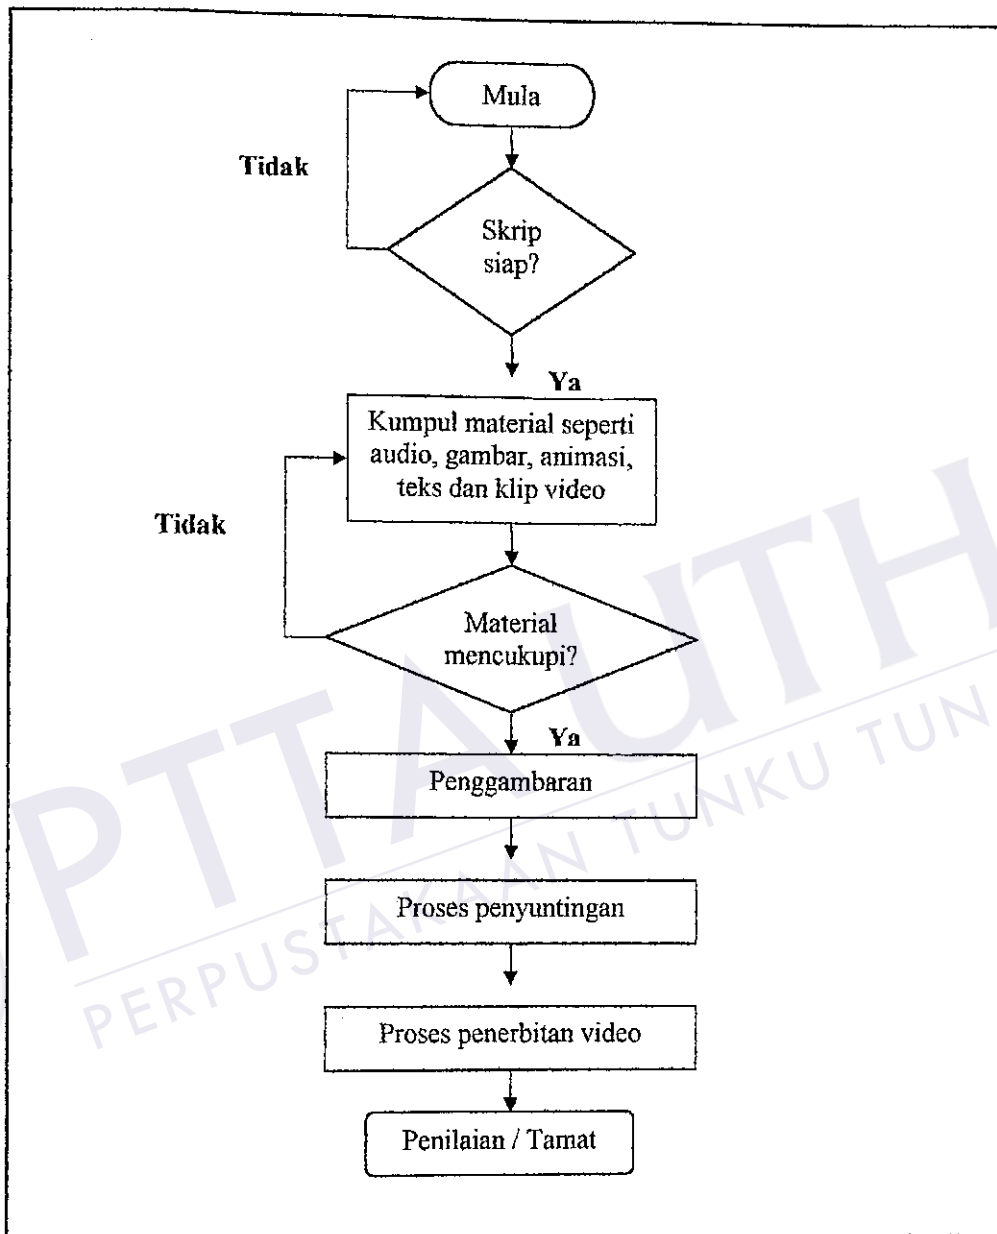 Mula
Tidak
Skrip
siap?
Ya
Kumpul material seperti
audio, gambar, animasi,
teks dan klip video
Tidak
Material
mencukupi?
Ya
Penggambaran
Proses penyuntingan
Proses penerbitan video
Penilaian / Tamat
PTTAUTH
PERPUSTAKAAN TUNKU TUN